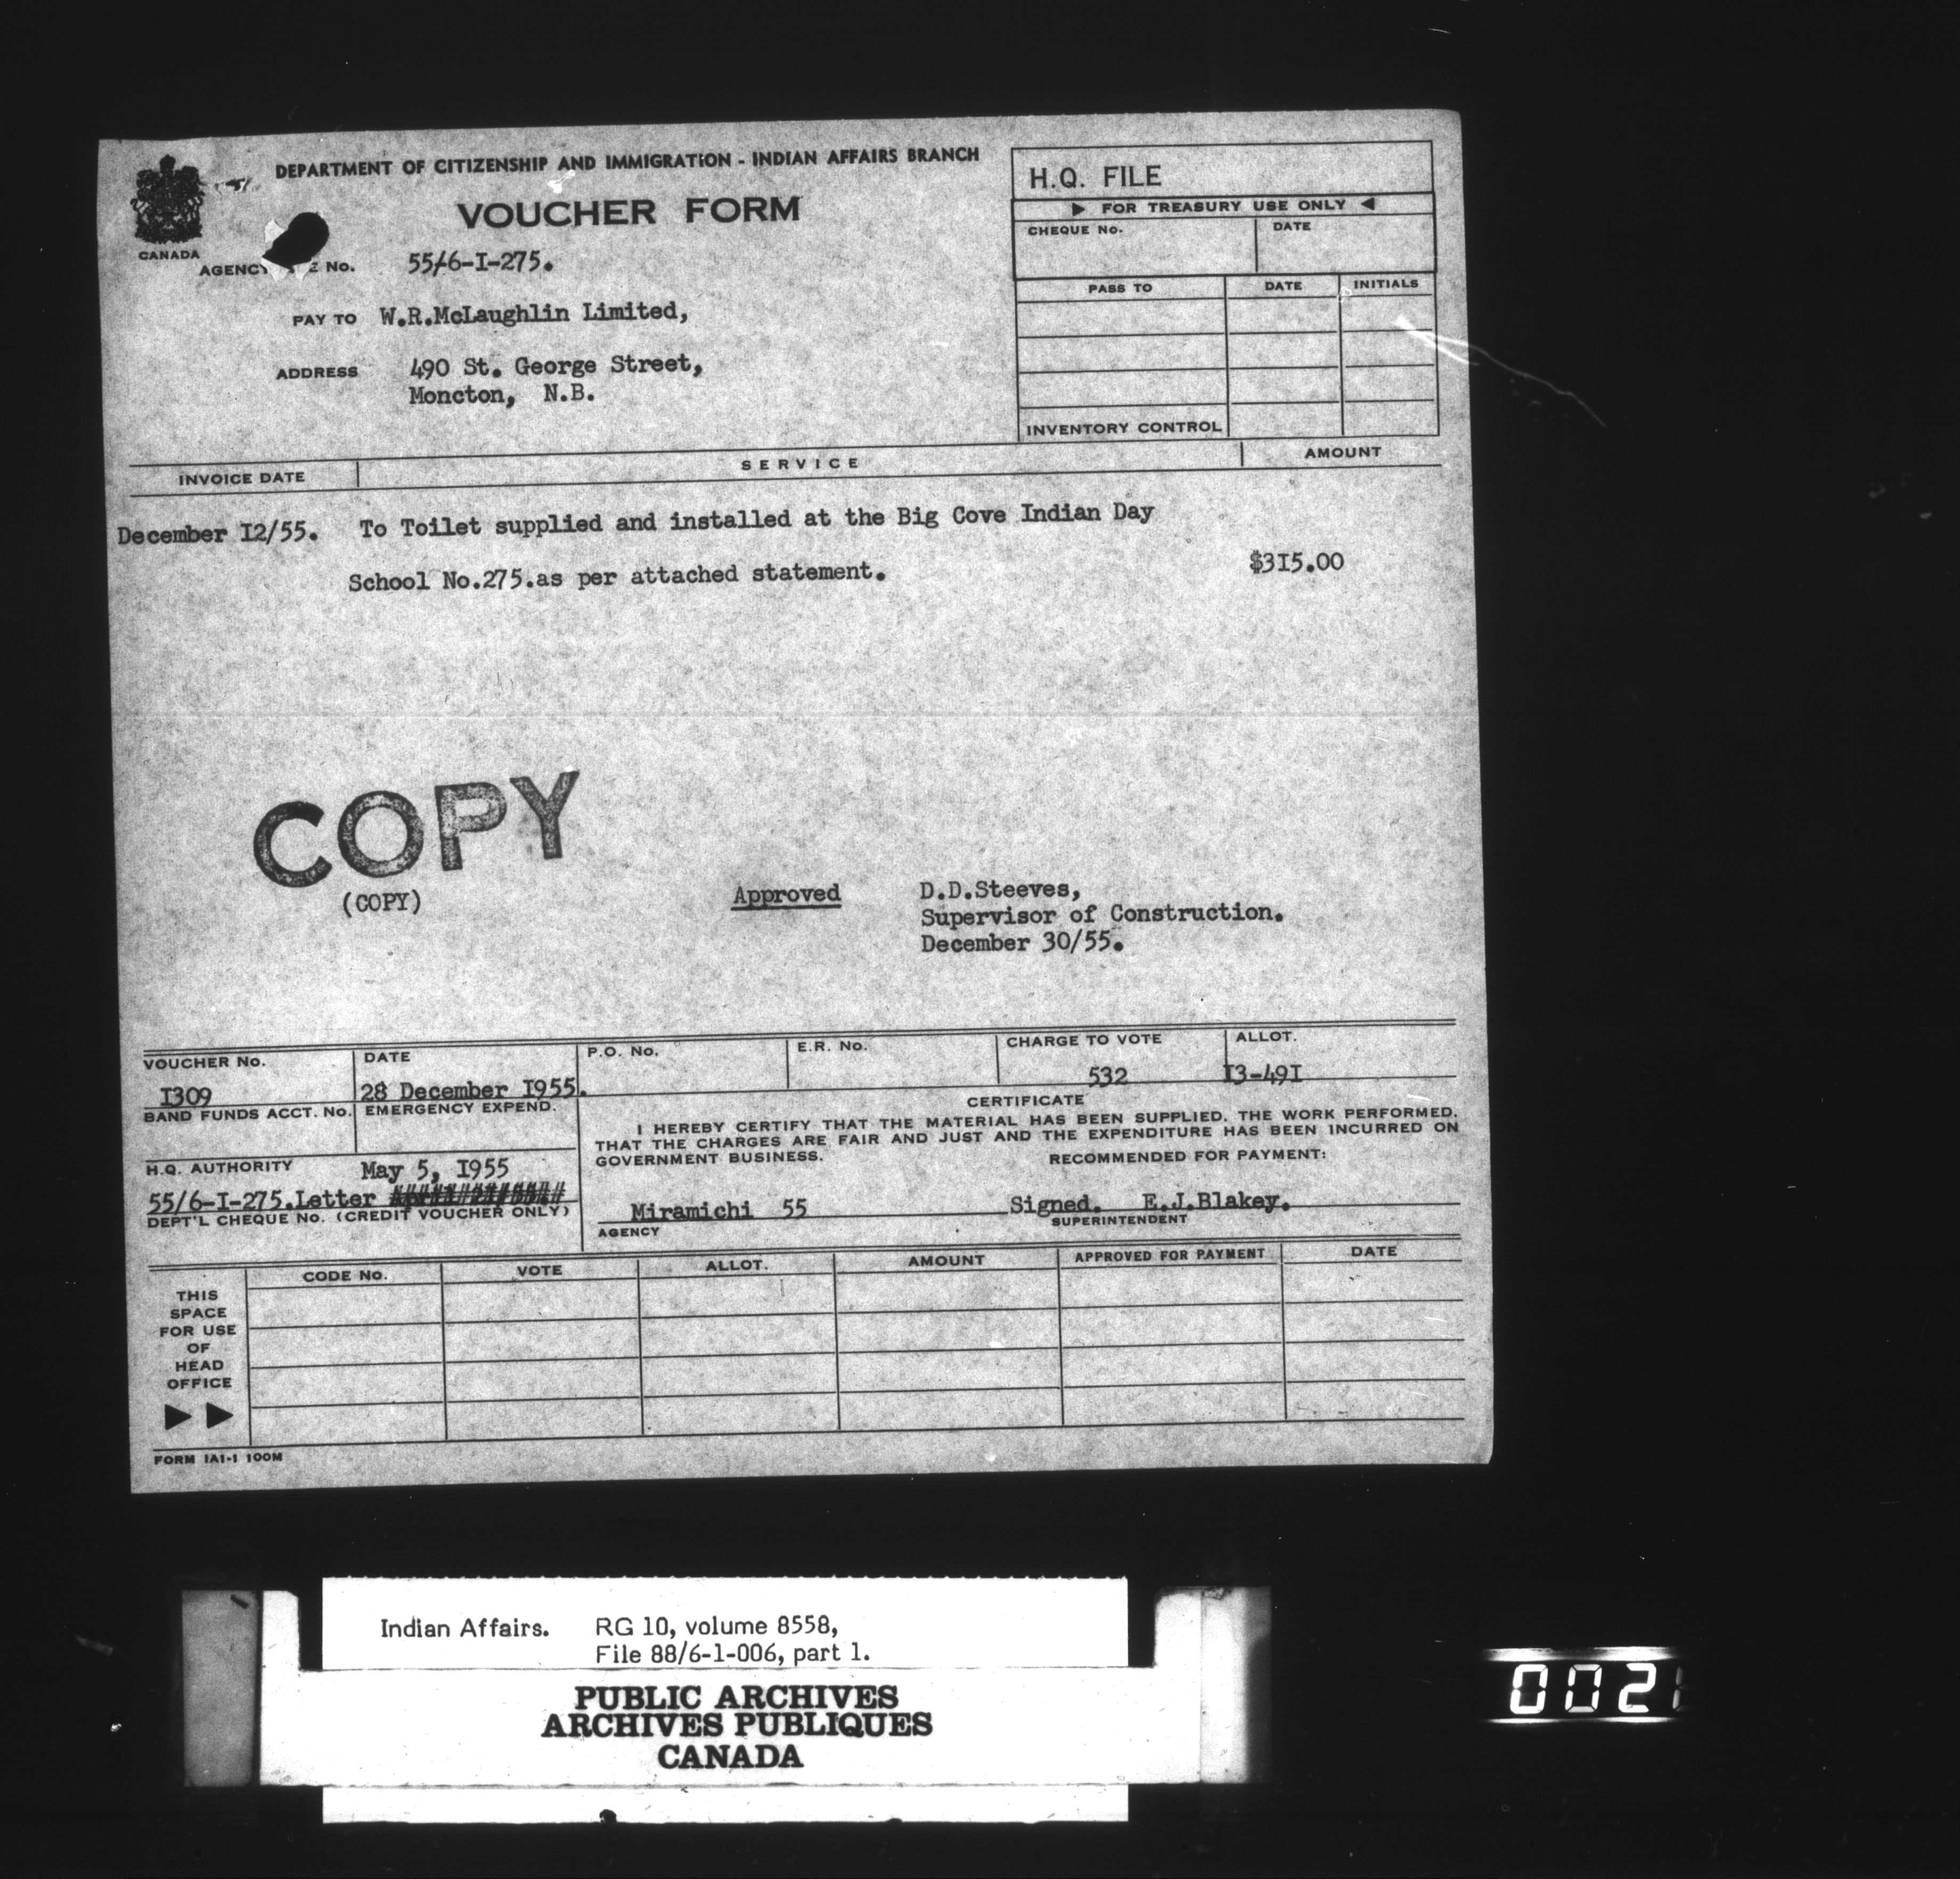 DEPARTMENT OF CITIZENSHIP AND IMMIGRATION - INDIAN AFFAIRS BRANCH
VOUCHER FORM
CANADA
AGENCY No. 55/6-I-275.
PAY TO W.R.McLaughlin Limited,
ADDRESS 490 St. George Street,
Moncton, N.B.
H.Q. FILE
▶ FOR TREASURY USE ONLY ◀
CHEQUE No. DATE
PASS TO DATE INITIALS
INVENTORY CONTROL
INVOICE DATE SERVICE AMOUNT
December I2/55. To Toilet supplied and installed at the Big Cove Indian Day
School No.275.as per attached statement. $3I5.00
COPY
(COPY)
Approved D.D.Steeves,
Supervisor of Construction.
December 30/55.
VOUCHER No. DATE P.O. No. E.R. No. CHARGE TO VOTE ALLOT.
I309 28 December I955. 532 I3-49I
BAND FUNDS ACCT. No. EMERGENCY EXPEND.
CERTIFICATE
I HEREBY CERTIFY THAT THE MATERIAL HAS BEEN SUPPLIED, THE WORK PERFORMED,
THAT THE CHARGES ARE FAIR AND JUST AND THE EXPENDITURE HAS BEEN INCURRED ON
GOVERNMENT BUSINESS. RECOMMENDED FOR PAYMENT:
H.Q. AUTHORITY May 5, I955
55/6-I-275.Letter
DEPT'L CHEQUE No. (CREDIT VOUCHER ONLY)
Miramichi 55 Signed. E.J.Blakey.
AGENCY SUPERINTENDENT
CODE No. VOTE ALLOT. AMOUNT APPROVED FOR PAYMENT DATE
THIS
SPACE
FOR USE
OF
HEAD
OFFICE
▶ ▶
FORM IA1-1 100M
Indian Affairs. RG 10, volume 8558,
File 88/6-1-006, part 1.
PUBLIC ARCHIVES
ARCHIVES PUBLIQUES
CANADA
002